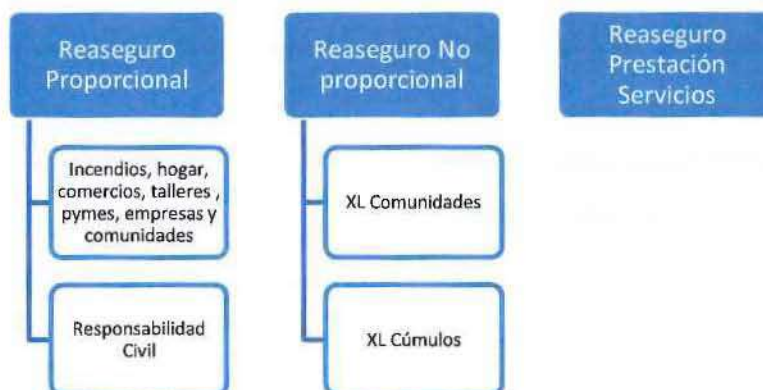 Reaseguro
Proporcional
Incendios, hogar,
comercios, talleres ,
pymes, empresas y
comunidades
Responsabilidad
Civil
Reaseguro No
proporcional
XL Comunidades
XL Cúmulos
Reaseguro
Prestación
Servicios